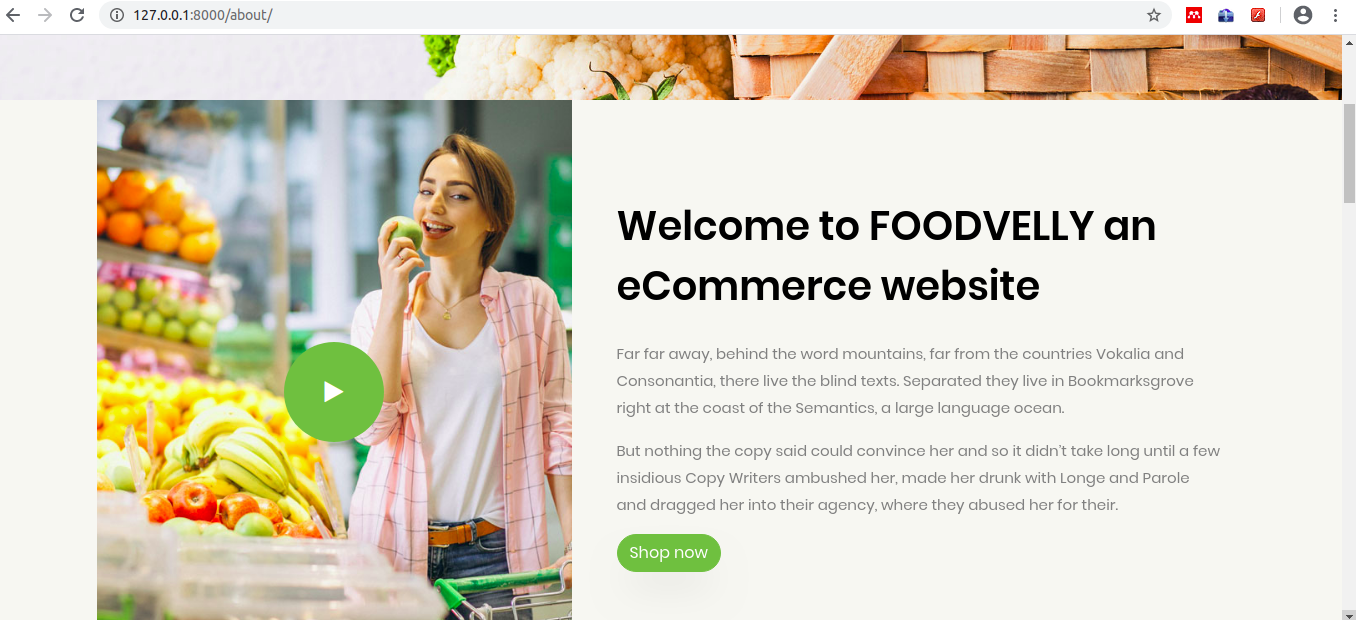 127.0.0.1:8000/about/
Welcome to FOODVELLY an
eCommerce website
Far far away, behind the word mountains, far from the countries Vokalia and
Consonantia, there live the blind texts. Separated they live in Bookmarksgrove
right at the coast of the Semantics, a large language ocean.
But nothing the copy said could convince her and so it didn't take long until a few
insidious Copy Writers ambushed her, made her drunk with Longe and Parole
and dragged her into their agency, where they abused her for their.
Shop now